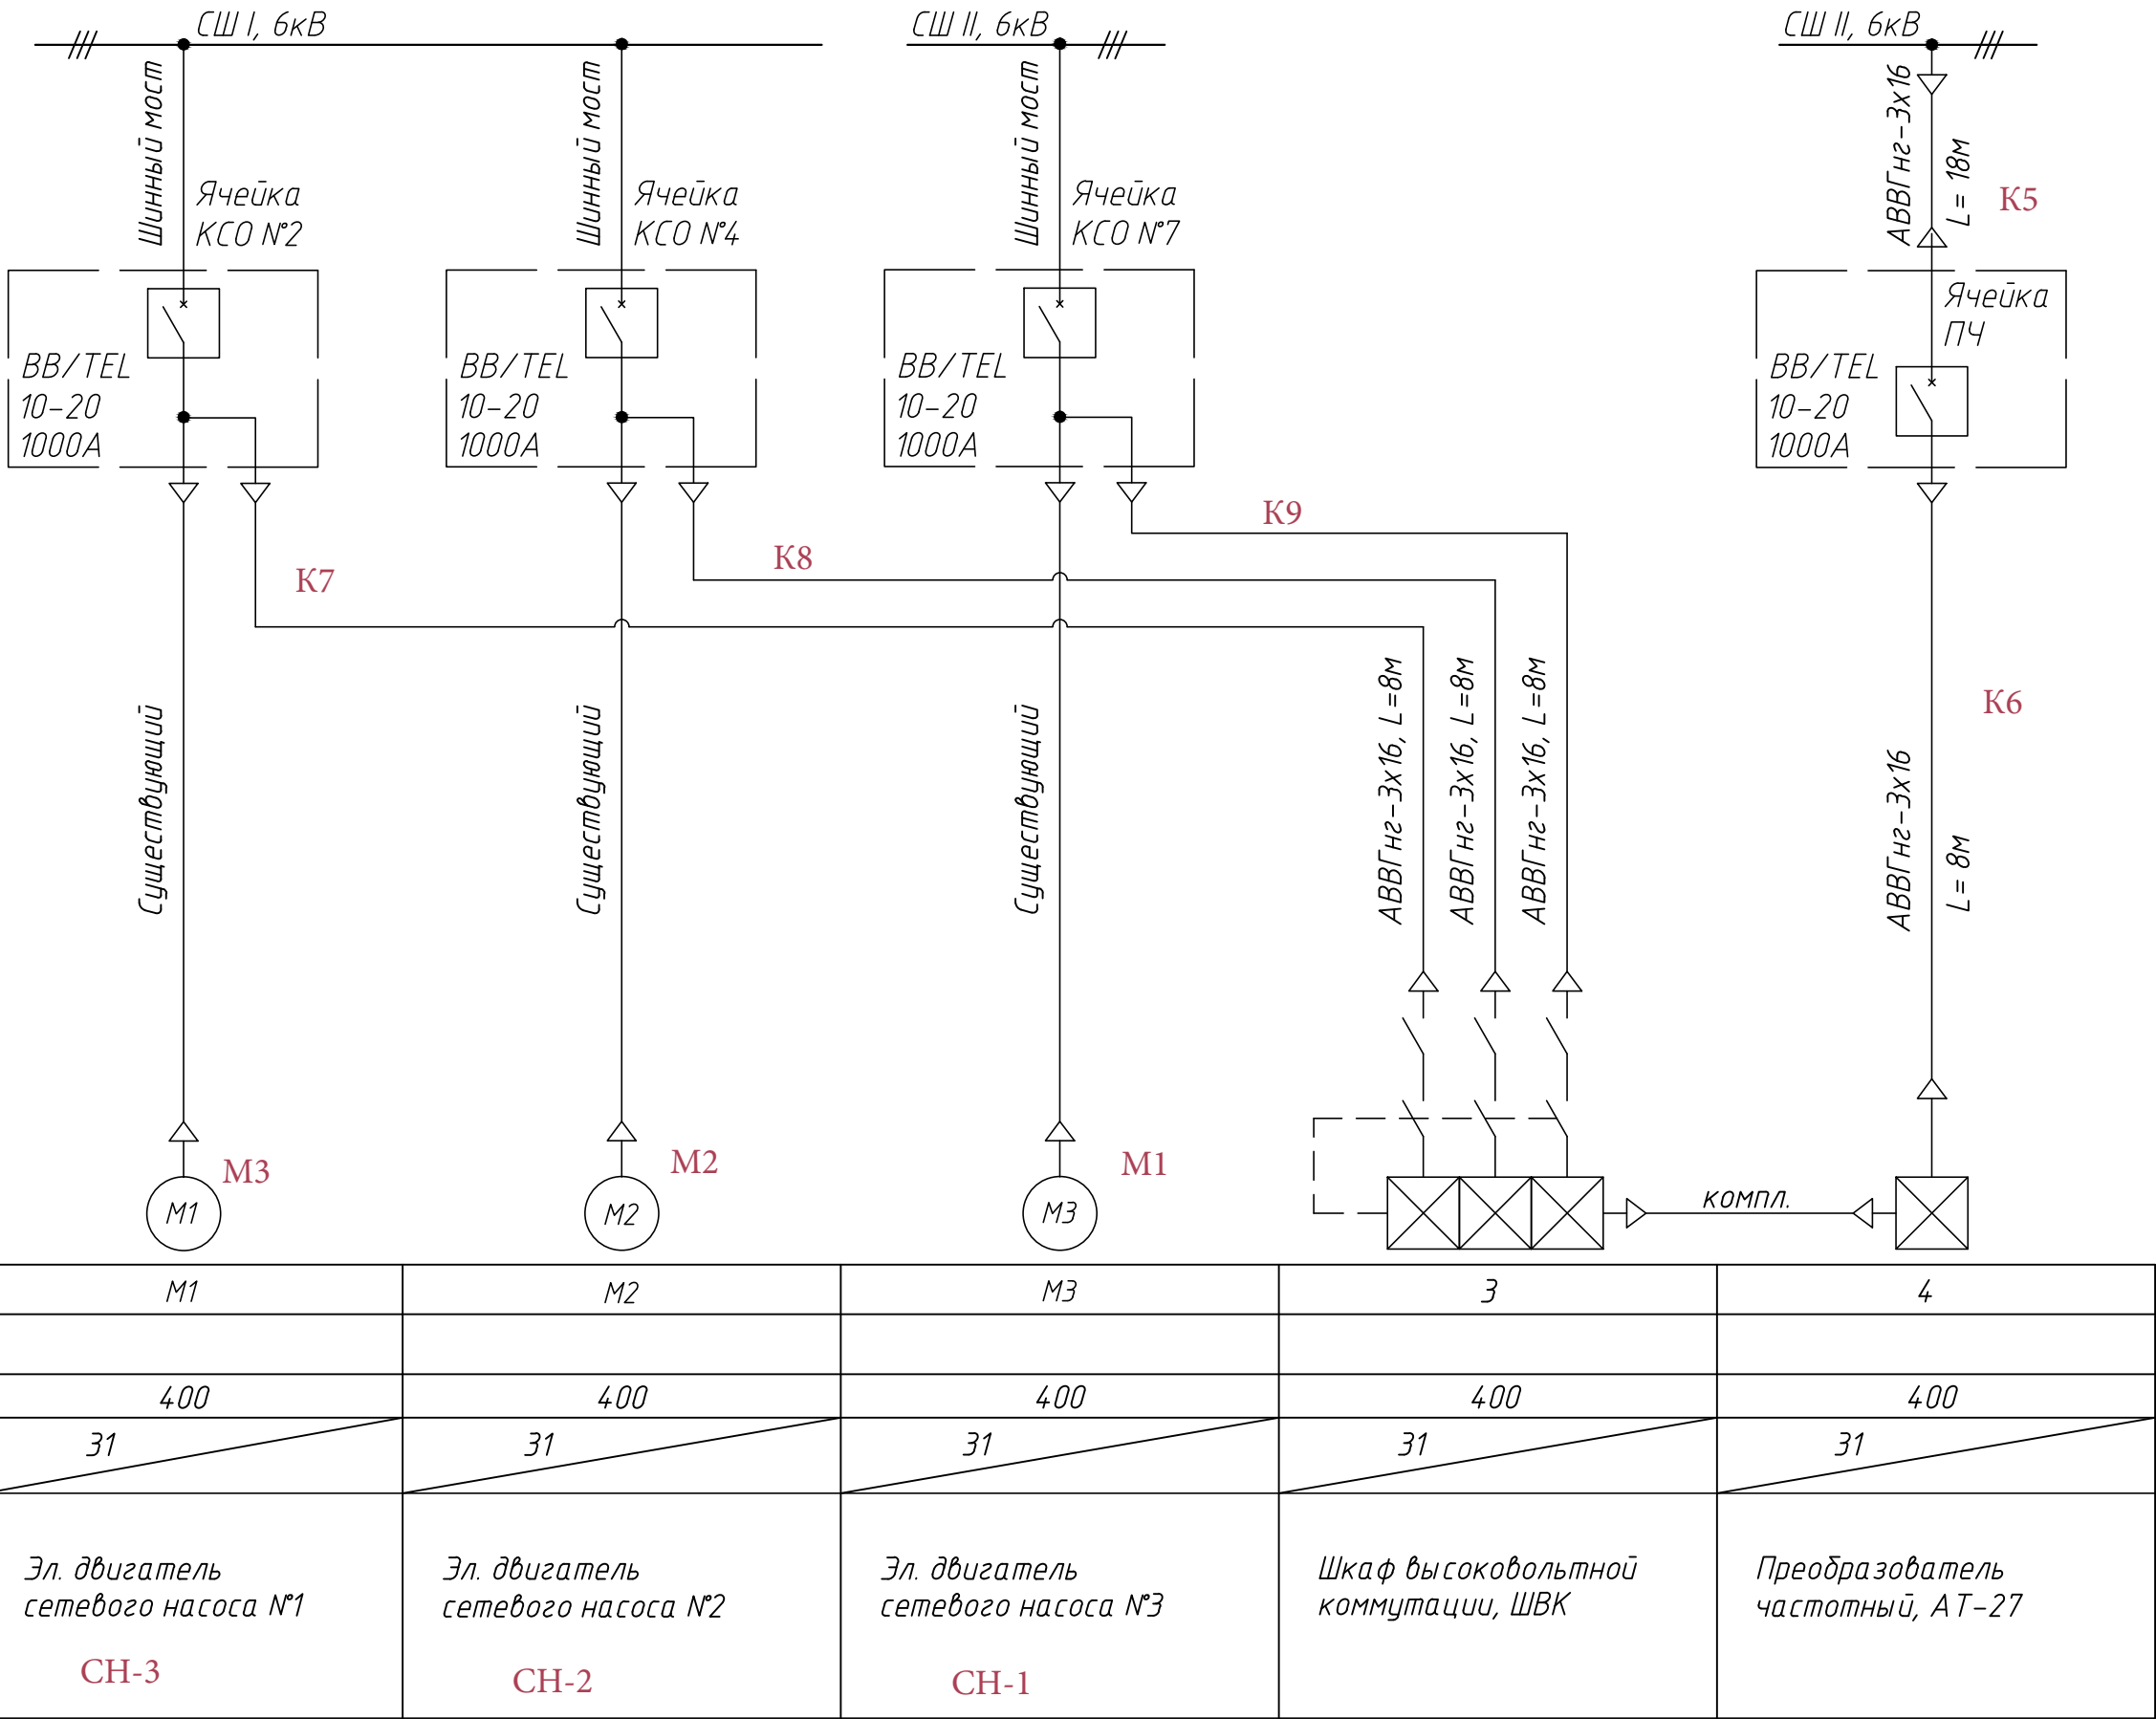 СШ I, 6кВ
СШ II, 6кВ
СШ II, 6кВ
Шинный мост
Шинный мост
Шинный мост
АВВГнг-3х16
L= 18м
К5
Ячейка
КСО №2
Ячейка
КСО №4
Ячейка
КСО №7
Ячейка
ПЧ
ВВ/TEL
10-20
1000А
ВВ/TEL
10-20
1000А
ВВ/TEL
10-20
1000А
ВВ/TEL
10-20
1000А
К7
К8
К9
Существующий
Существующий
Существующий
АВВГнг-3х16, L=8м
АВВГнг-3х16, L=8м
АВВГнг-3х16, L=8м
АВВГнг-3х16
L= 8м
К6
М3
М2
М1
М1
М2
М3
компл.
М1
М2
М3
3
4
400
400
400
400
400
31
31
31
31
31
Эл. двигатель
сетевого насоса №1
СН-3
Эл. двигатель
сетевого насоса №2
СН-2
Эл. двигатель
сетевого насоса №3
СН-1
Шкаф высоковольтной
коммутации, ШВК
Преобразователь
частотный, АТ-27